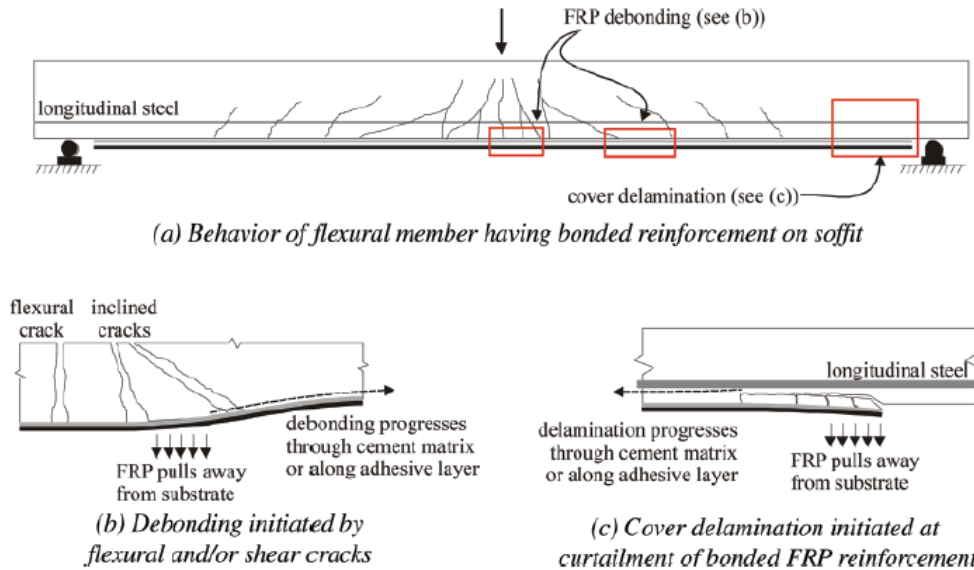 FRP debonding (see (b))
longitudinal steel
cover delamination (see (c))
(a) Behavior of flexural member having bonded reinforcement on soffit
flexural
crack
inclined
cracks
debonding progresses
through cement matrix
or along adhesive layer
FRP pulls away
from substrate
(b) Debonding initiated by
flexural and/or shear cracks
longitudinal steel
delamination progresses
through cement matrix
or along adhesive layer
FRP pulls away
from substrate
(c) Cover delamination initiated at
curtailment of bonded FRP reinforcement